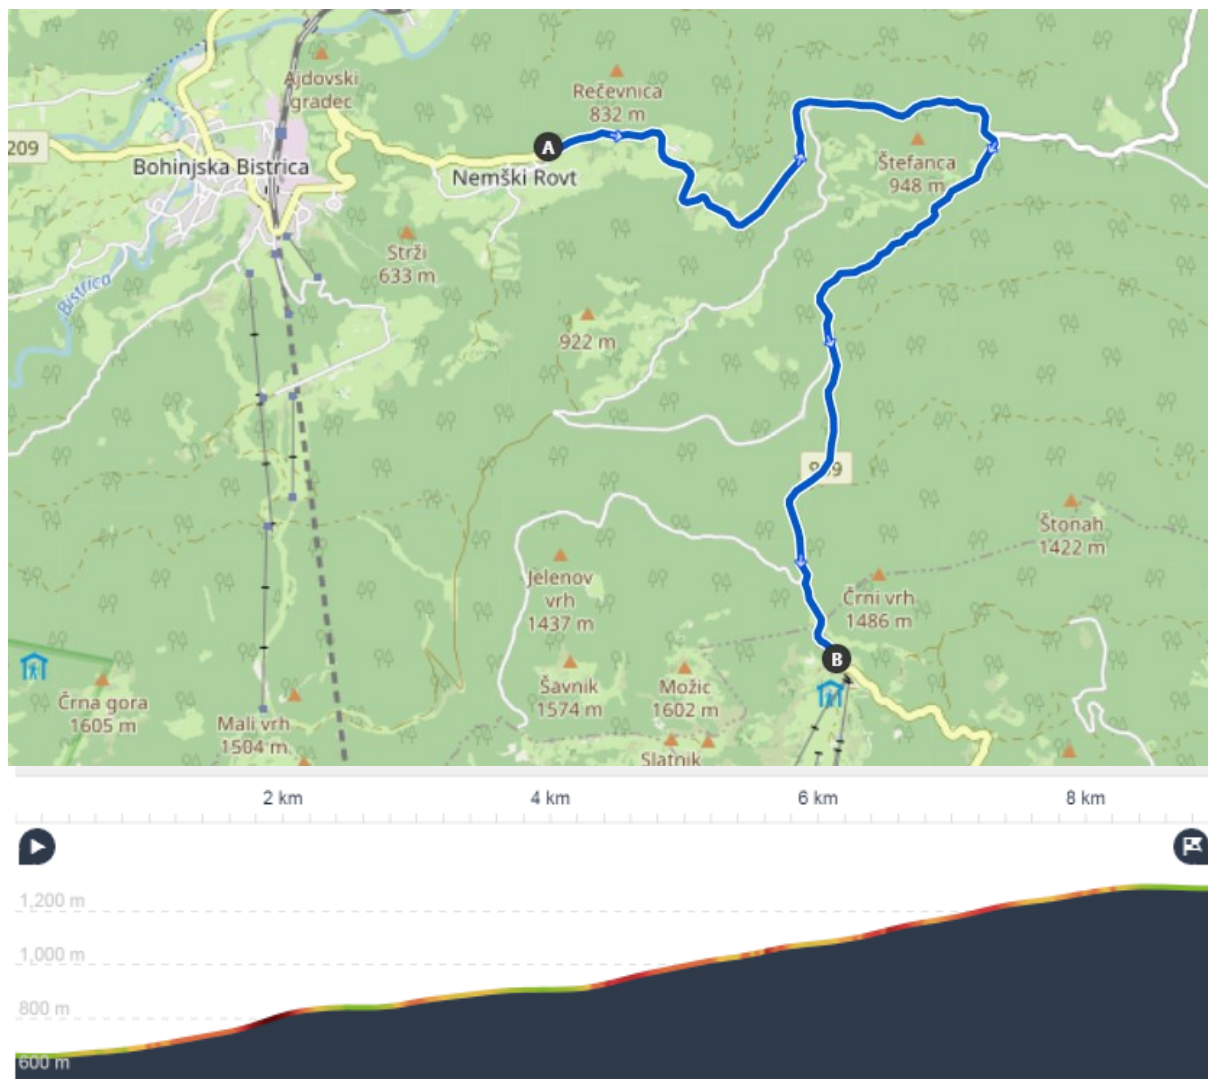 Ajdovski
gradec
Rečevnica
832 m
209
Bohinjska Bistrica
A
Nemški Rovt
Štefanca
948 m
Strži
633 m
Bistrica
922 m
Štonah
1422 m
Jelenov
vrh
1437 m
Črni vrh
1486 m
B
Črna gora
1605 m
Šavnik
1574 m
Možic
1602 m
Mali vrh
1504 m
Slatnik
2 km
4 km
6 km
8 km
1,200 m
1,000 m
800 m
600 m